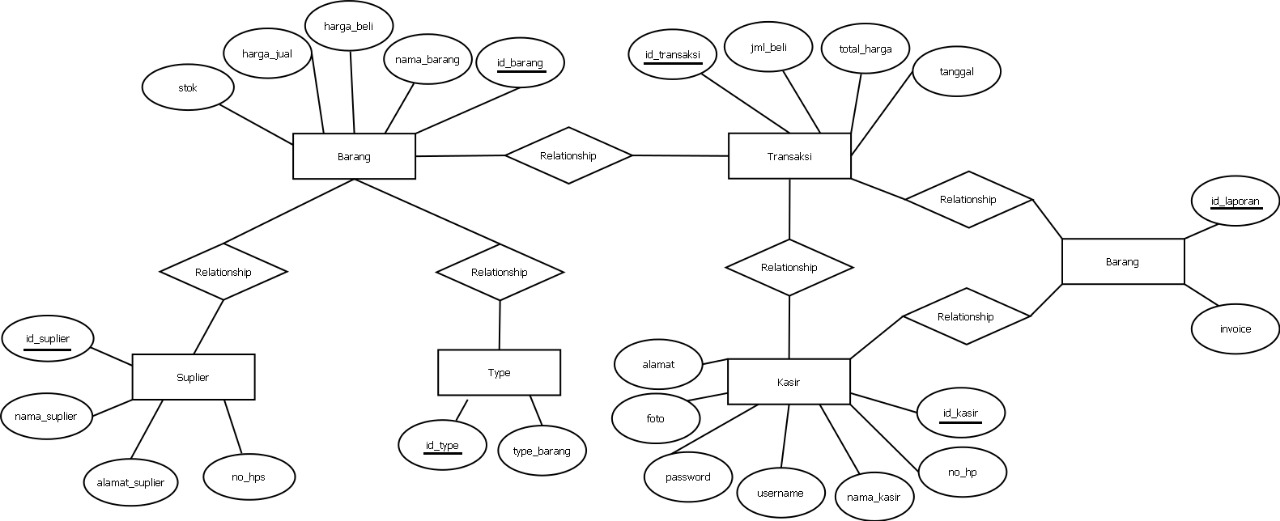 harga_beli
harga_jual
nama_barang
id_barang
stok
id_transaksi
jml_beli
total_harga
tanggal
Barang
Relationship
Transaksi
Relationship
id_laporan
Barang
invoice
Relationship
Relationship
Relationship
Relationship
id_suplier
nama_suplier
alamat_suplier
no_hps
Suplier
Type
id_type
type_barang
alamat
foto
password
username
nama_kasir
no_hp
id_kasir
Kasir